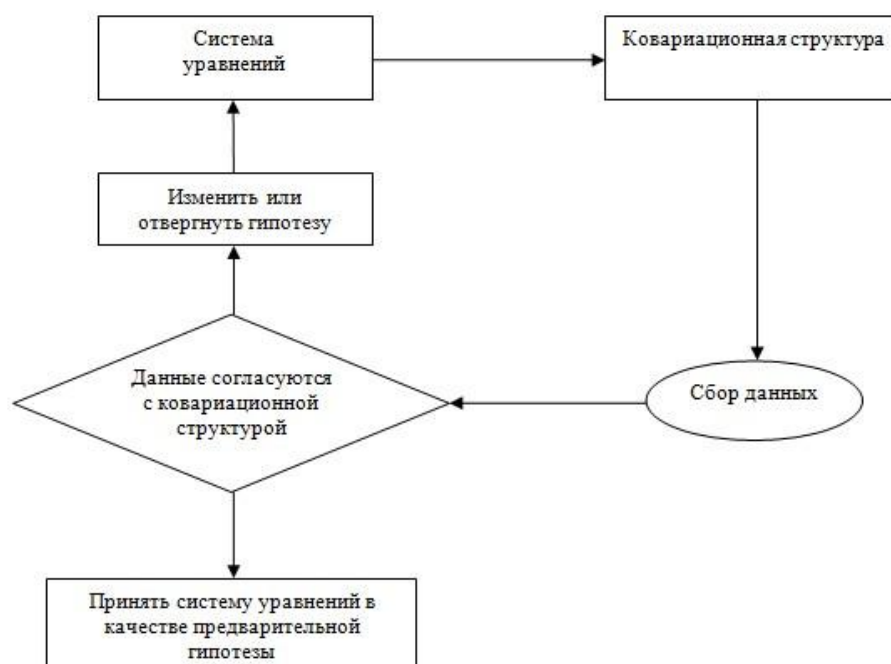 Система
уравнений
Ковариационная структура
Изменить или
отвергнуть гипотезу
Данные согласуются
с ковариационной
структурой
Сбор данных
Принять систему уравнений в
качестве предварительной
гипотезы